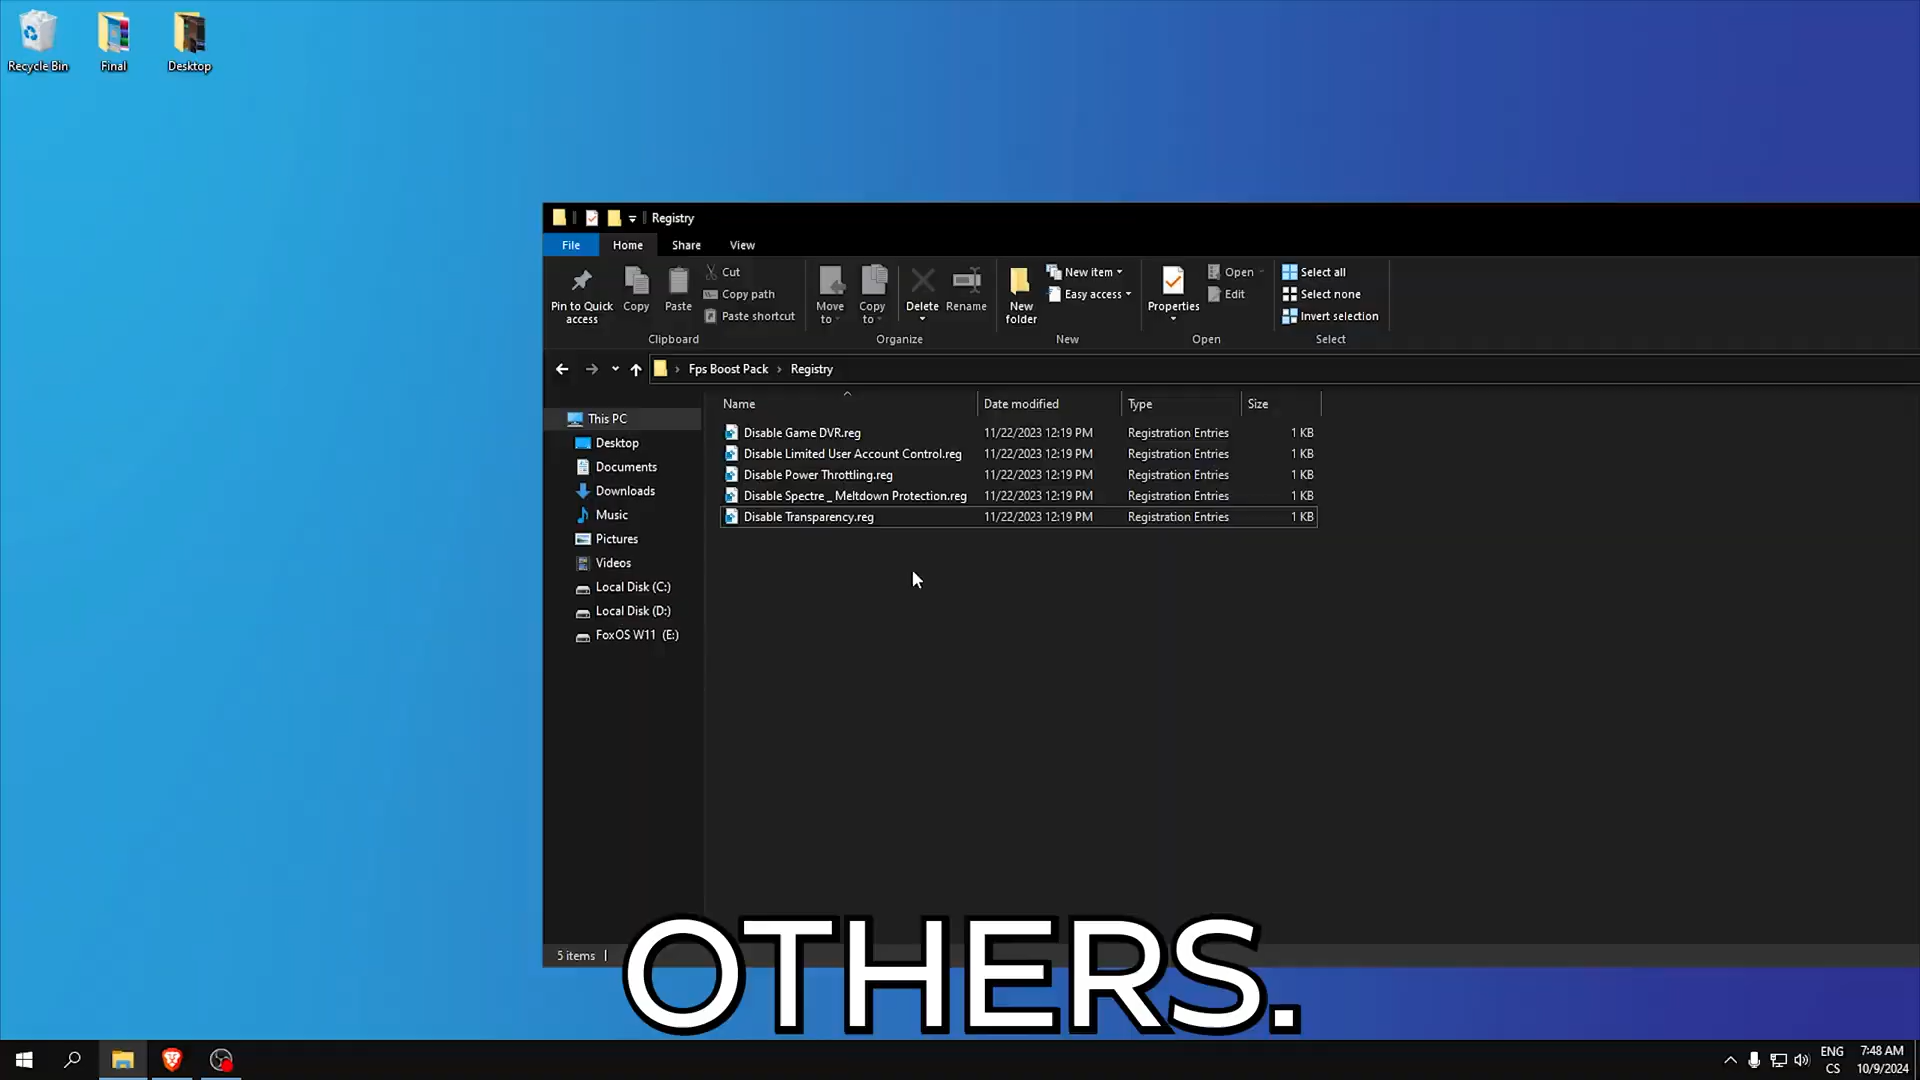 Recycle Bin
Final
Desktop
Registry
File
Home
Share
View
Pin to Quick access
Copy
Paste
Cut
Copy path
Paste shortcut
Clipboard
Move to
Copy to
Delete
Rename
Organize
New folder
New item
Easy access
New
Properties
Open
Edit
Open
Select all
Select none
Invert selection
Select
Fps Boost Pack › Registry
Name
Date modified
Type
Size
Disable Game DVR.reg 11/22/2023 12:19 PM Registration Entries 1 KB
Disable Limited User Account Control.reg 11/22/2023 12:19 PM Registration Entries 1 KB
Disable Power Throttling.reg 11/22/2023 12:19 PM Registration Entries 1 KB
Disable Spectre _ Meltdown Protection.reg 11/22/2023 12:19 PM Registration Entries 1 KB
Disable Transparency.reg 11/22/2023 12:19 PM Registration Entries 1 KB
This PC
Desktop
Documents
Downloads
Music
Pictures
Videos
Local Disk (C:)
Local Disk (D:)
FoxOS W11 (E:)
5 items
OTHERS.
ENG
CS
7:48 AM
10/9/2024